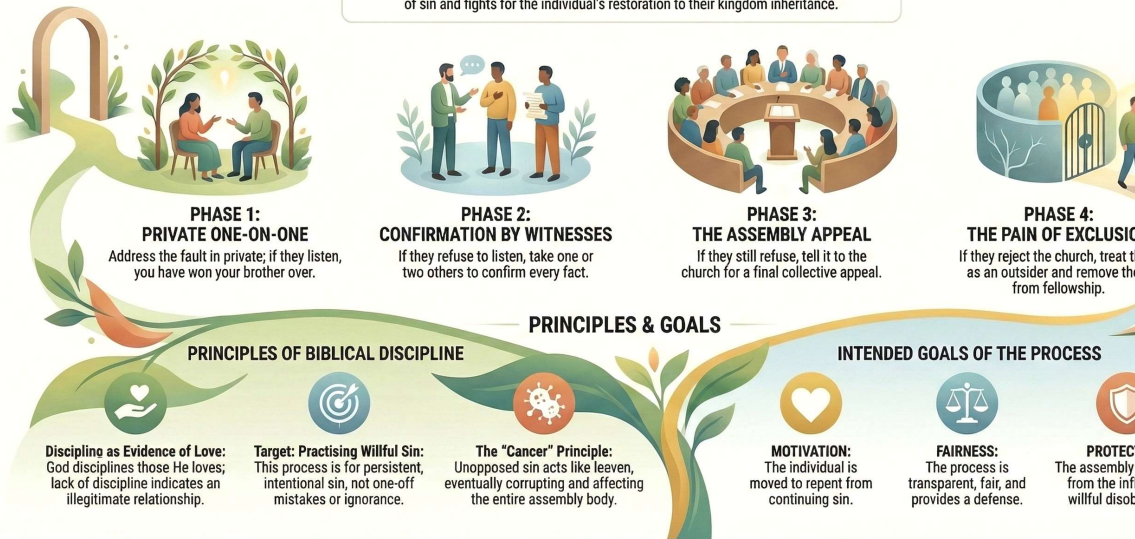 of sin and fights for the individual's restoration to their kingdom inheritance.
PHASE 1:
PRIVATE ONE-ON-ONE
Address the fault in private; if they listen,
you have won your brother over.
PHASE 2:
CONFIRMATION BY WITNESSES
If they refuse to listen, take one or
two others to confirm every fact.
PHASE 3:
THE ASSEMBLY APPEAL
If they still refuse, tell it to the
church for a final collective appeal.
PHASE 4:
THE PAIN OF EXCLUSIO
If they reject the church, treat th
as an outsider and remove the
from fellowship.
PRINCIPLES & GOALS
PRINCIPLES OF BIBLICAL DISCIPLINE
Discipling as Evidence of Love:
God disciplines those He loves;
lack of discipline indicates an
illegitimate relationship.
Target: Practising Willful Sin:
This process is for persistent,
intentional sin, not one-off
mistakes or ignorance.
The “Cancer” Principle:
Unopposed sin acts like leeven,
eventually corrupting and affecting
the entire assembly body.
INTENDED GOALS OF THE PROCESS
MOTIVATION:
The individual is
moved to repent from
continuing sin.
FAIRNESS:
The process is
transparent, fair, and
provides a defense.
PROTEC
The assembly
from the infl
willful disob